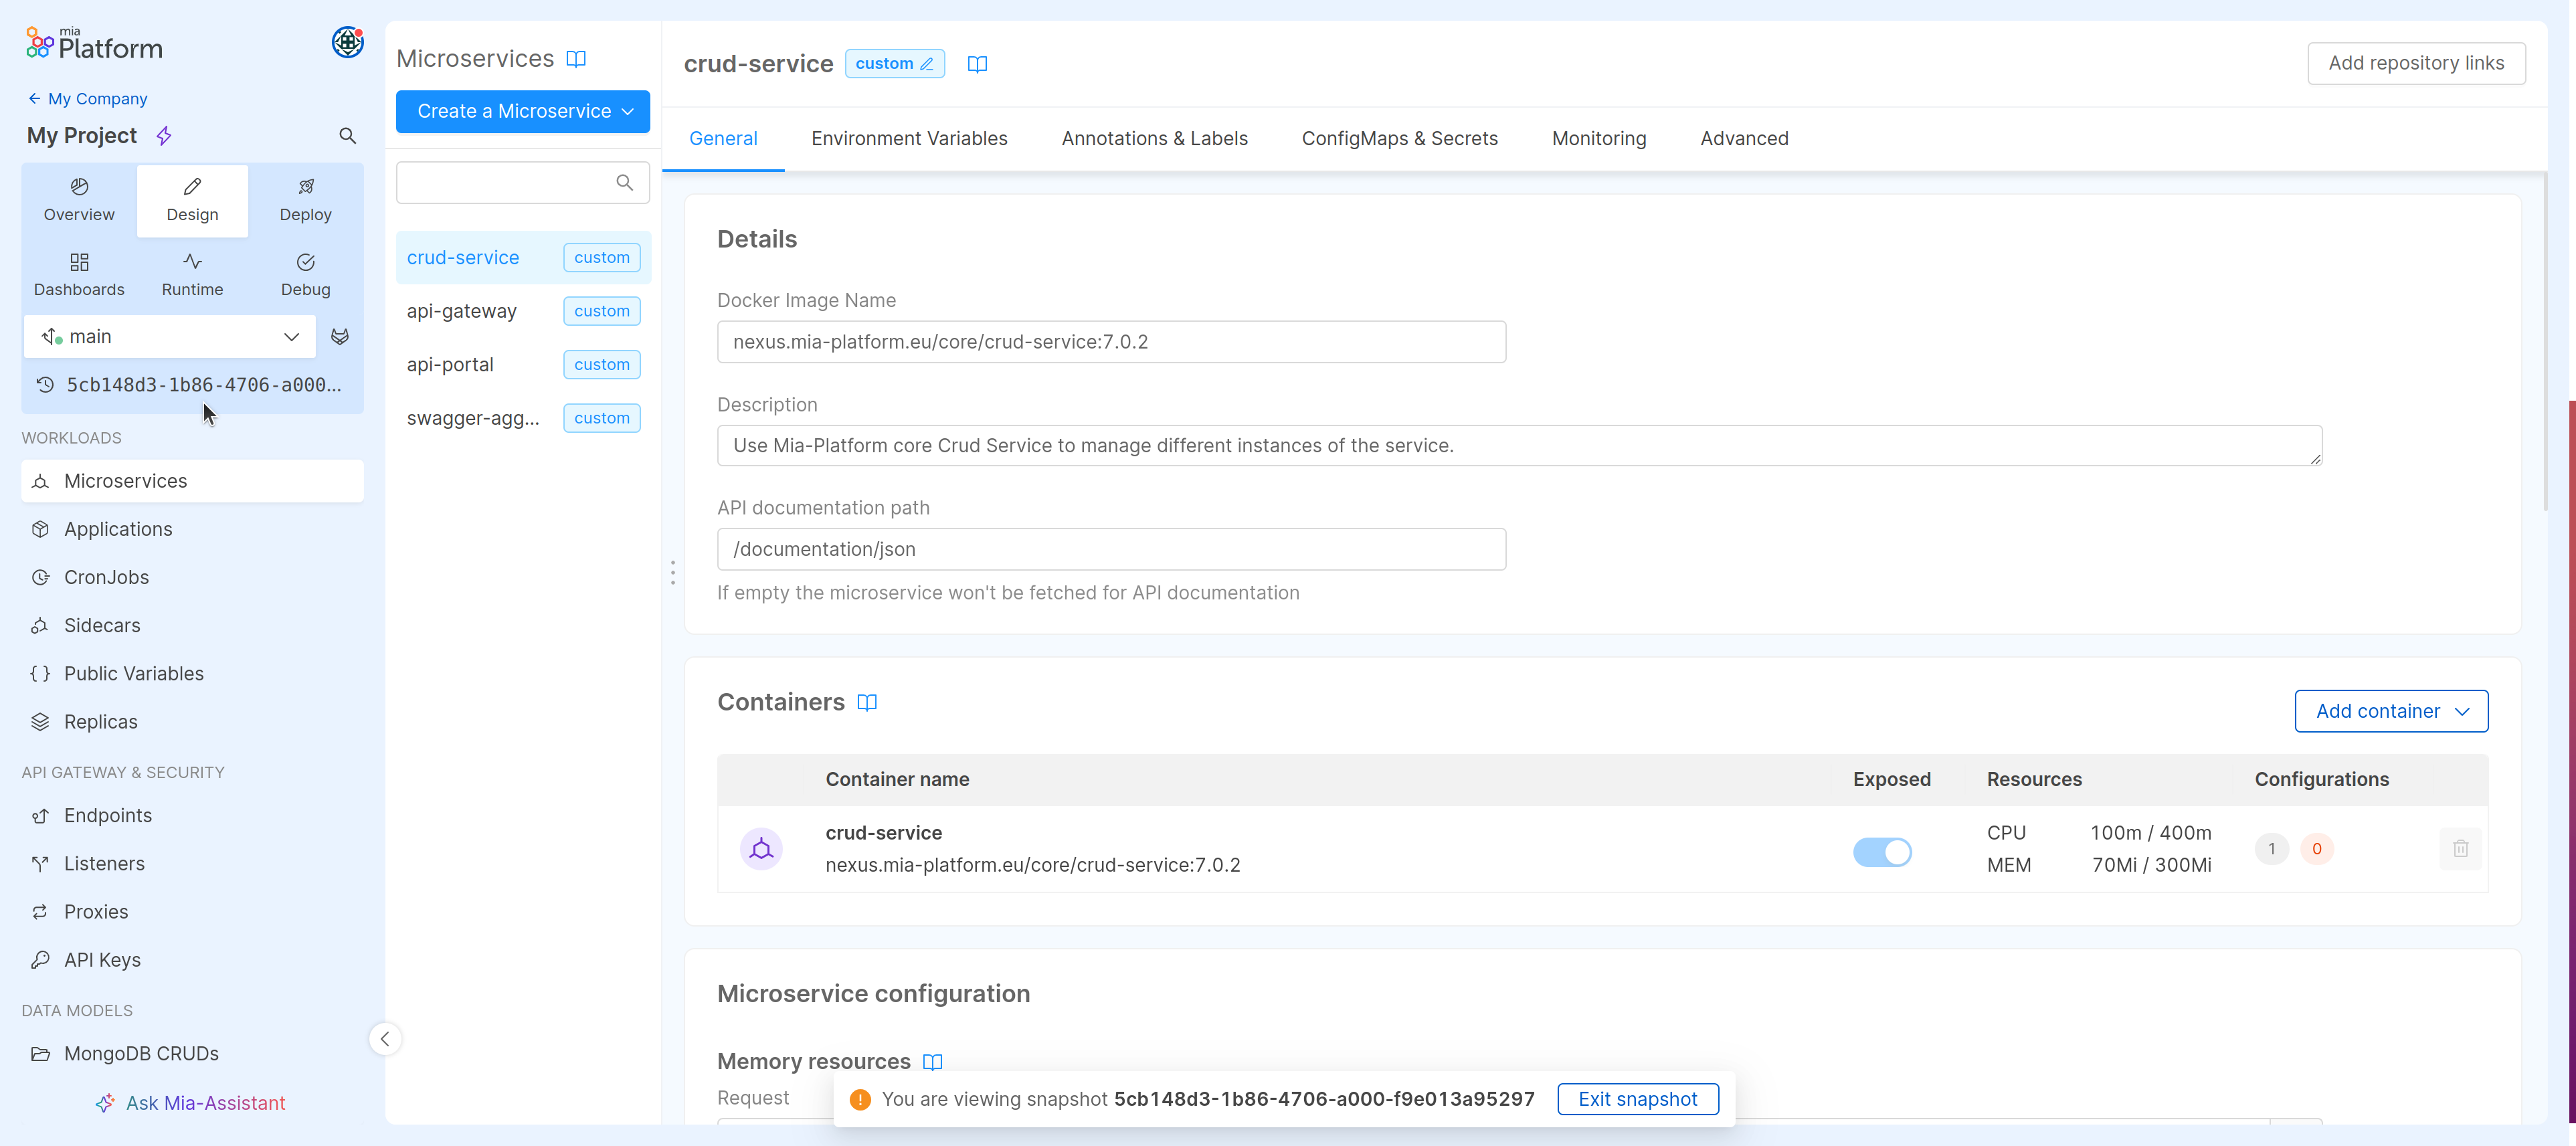 mia
Platform
My Company
My Project
Overview
Design
Deploy
Dashboards
Runtime
Debug
main
5cb148d3-1b86-4706-a000...
WORKLOADS
Microservices
Applications
CronJobs
Sidecars
Public Variables
Replicas
API GATEWAY & SECURITY
Endpoints
Listeners
Proxies
API Keys
DATA MODELS
MongoDB CRUDs
Ask Mia-Assistant
Microservices
Create a Microservice
crud-service custom
api-gateway custom
api-portal custom
swagger-agg... custom
crud-service custom
Add repository links
General Environment Variables Annotations & Labels ConfigMaps & Secrets Monitoring Advanced
Details
Docker Image Name
nexus.mia-platform.eu/core/crud-service:7.0.2
Description
Use Mia-Platform core Crud Service to manage different instances of the service.
API documentation path
/documentation/json
If empty the microservice won't be fetched for API documentation
Containers
Add container
Container name Exposed Resources Configurations
crud-service
nexus.mia-platform.eu/core/crud-service:7.0.2
CPU 100m / 400m
MEM 70Mi / 300Mi
1 0
Microservice configuration
Memory resources
Request
You are viewing snapshot 5cb148d3-1b86-4706-a000-f9e013a95297
Exit snapshot